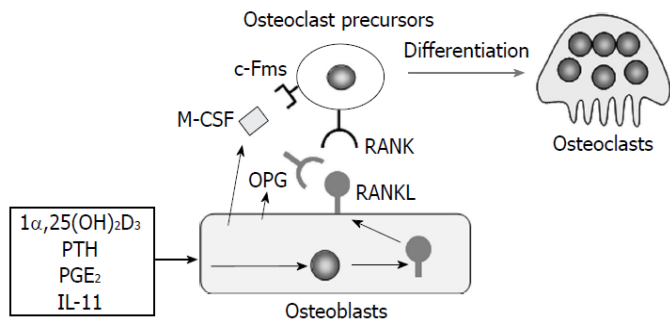 Osteoclast precursors
Differentiation
c-Fms
M-CSF
RANK
Osteoclasts
OPG
RANKL
1α,25(OH)₂D₃
PTH
PGE₂
IL-11
Osteoblasts